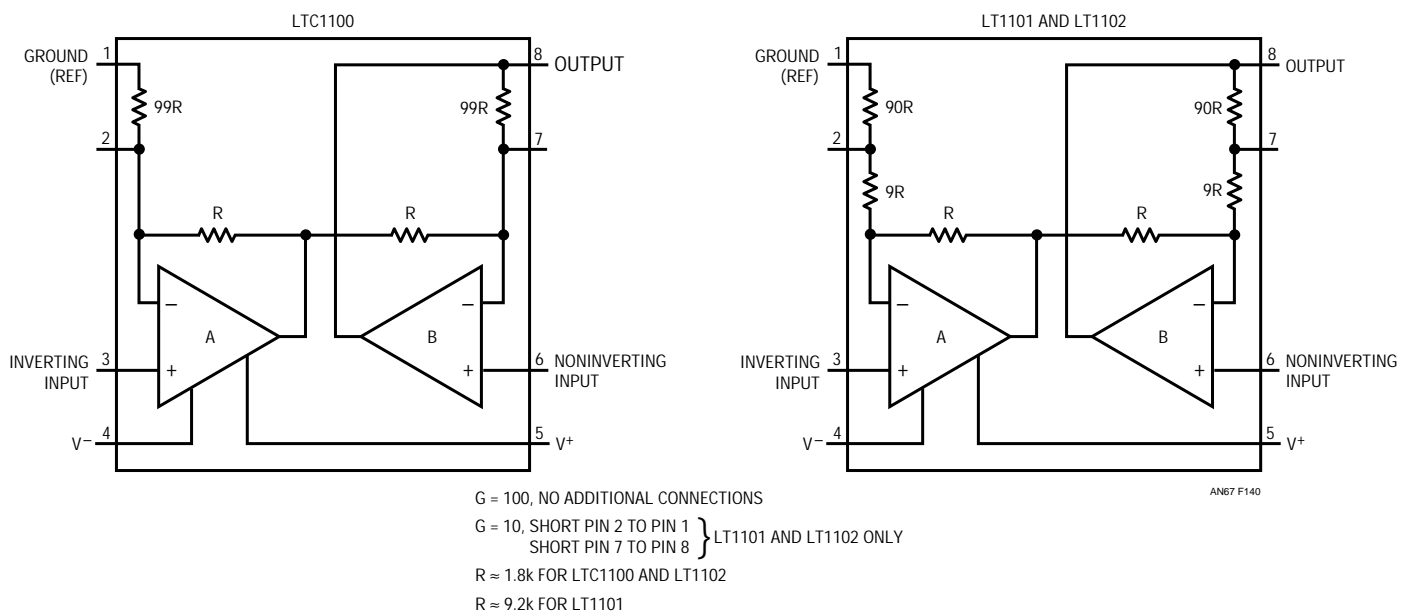 LTC1100
GROUND
(REF)
1
99R
2
R
R
99R
8
OUTPUT
7
−
A
+
−
B
+
INVERTING
INPUT
3
6
NONINVERTING
INPUT
V−
4
5
V+
LT1101 AND LT1102
GROUND
(REF)
1
90R
2
9R
R
R
90R
9R
8
OUTPUT
7
−
A
+
−
B
+
INVERTING
INPUT
3
6
NONINVERTING
INPUT
V−
4
5
V+
AN67 F140
G = 100, NO ADDITIONAL CONNECTIONS
G = 10, SHORT PIN 2 TO PIN 1
SHORT PIN 7 TO PIN 8
} LT1101 AND LT1102 ONLY
R ≈ 1.8k FOR LTC1100 AND LT1102
R ≈ 9.2k FOR LT1101